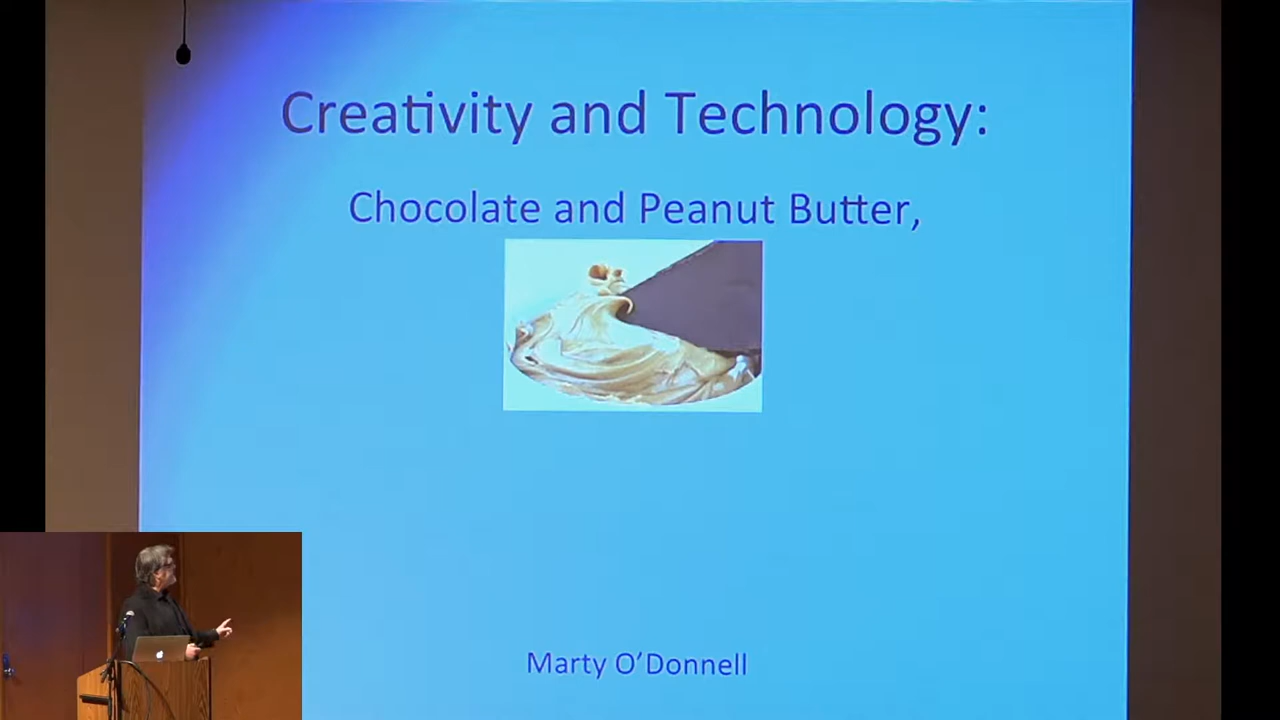 Creativity and Technology:
Chocolate and Peanut Butter,
Marty O'Donnell